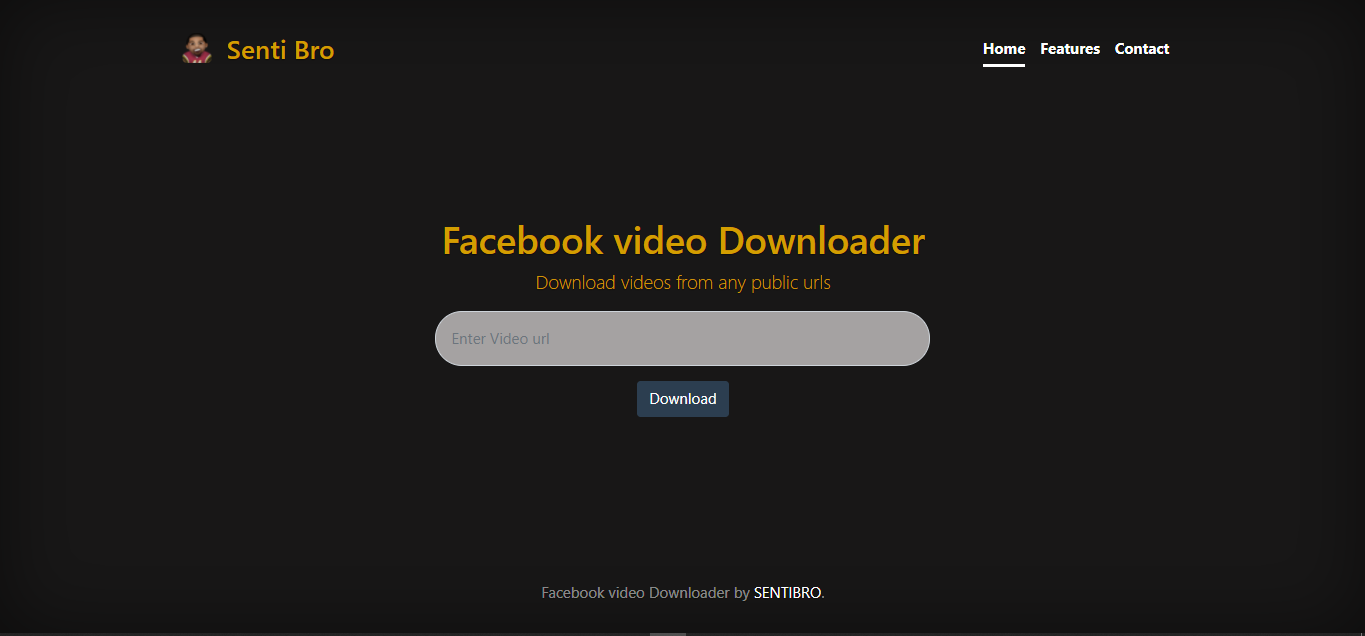 Senti Bro
Home Features Contact
Facebook video Downloader
Download videos from any public urls
Enter Video url
Download
Facebook video Downloader by SENTIBRO.